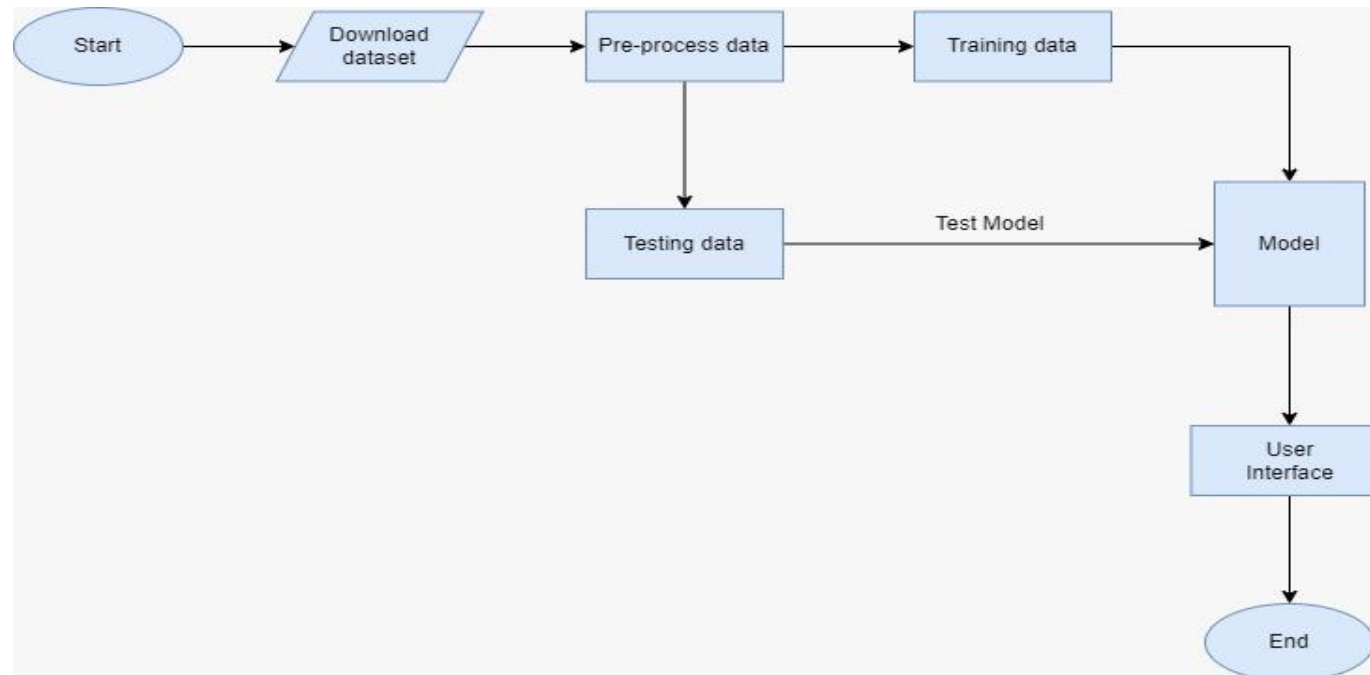 Start
Download
dataset
Pre-process data
Training data
Testing data
Test Model
Model
User
Interface
End